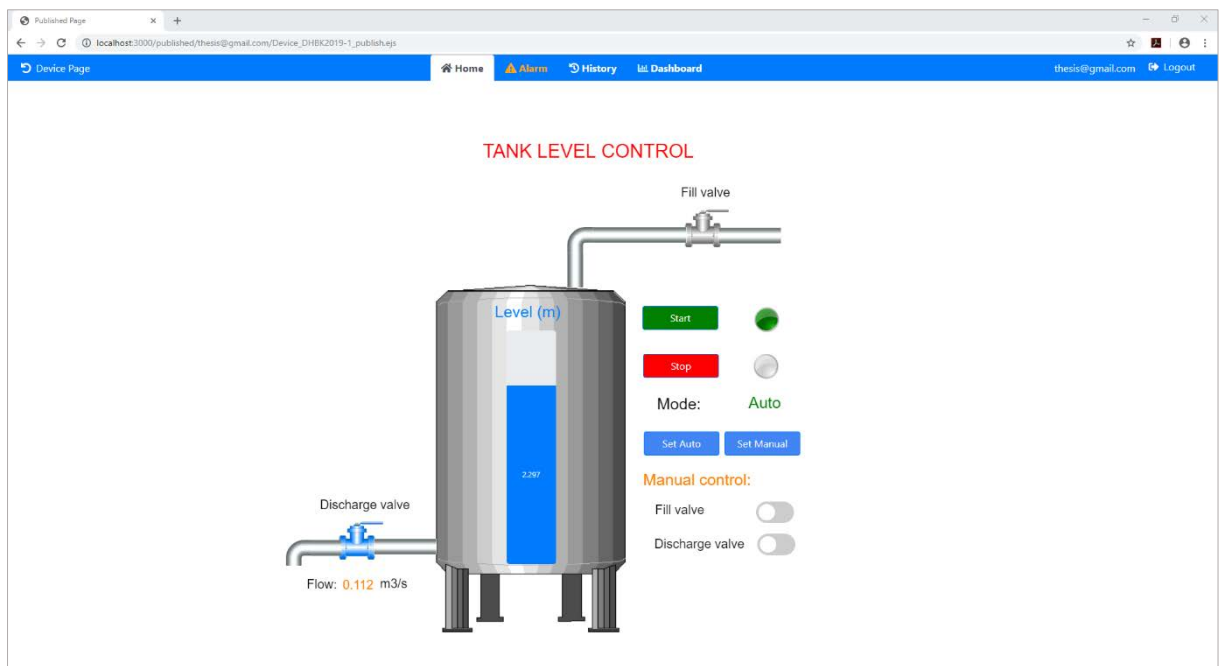 Published Page
localhost:3000/published/thesis@gmail.com/Device_DHBK2019-1_publish.ejs
Device Page Home Alarm History Dashboard thesis@gmail.com Logout
TANK LEVEL CONTROL
Fill valve
Level (m)
Start
Stop
Mode: Auto
Set Auto Set Manual
2.297
Manual control:
Discharge valve
Fill valve
Discharge valve
Flow: 0.112 m3/s